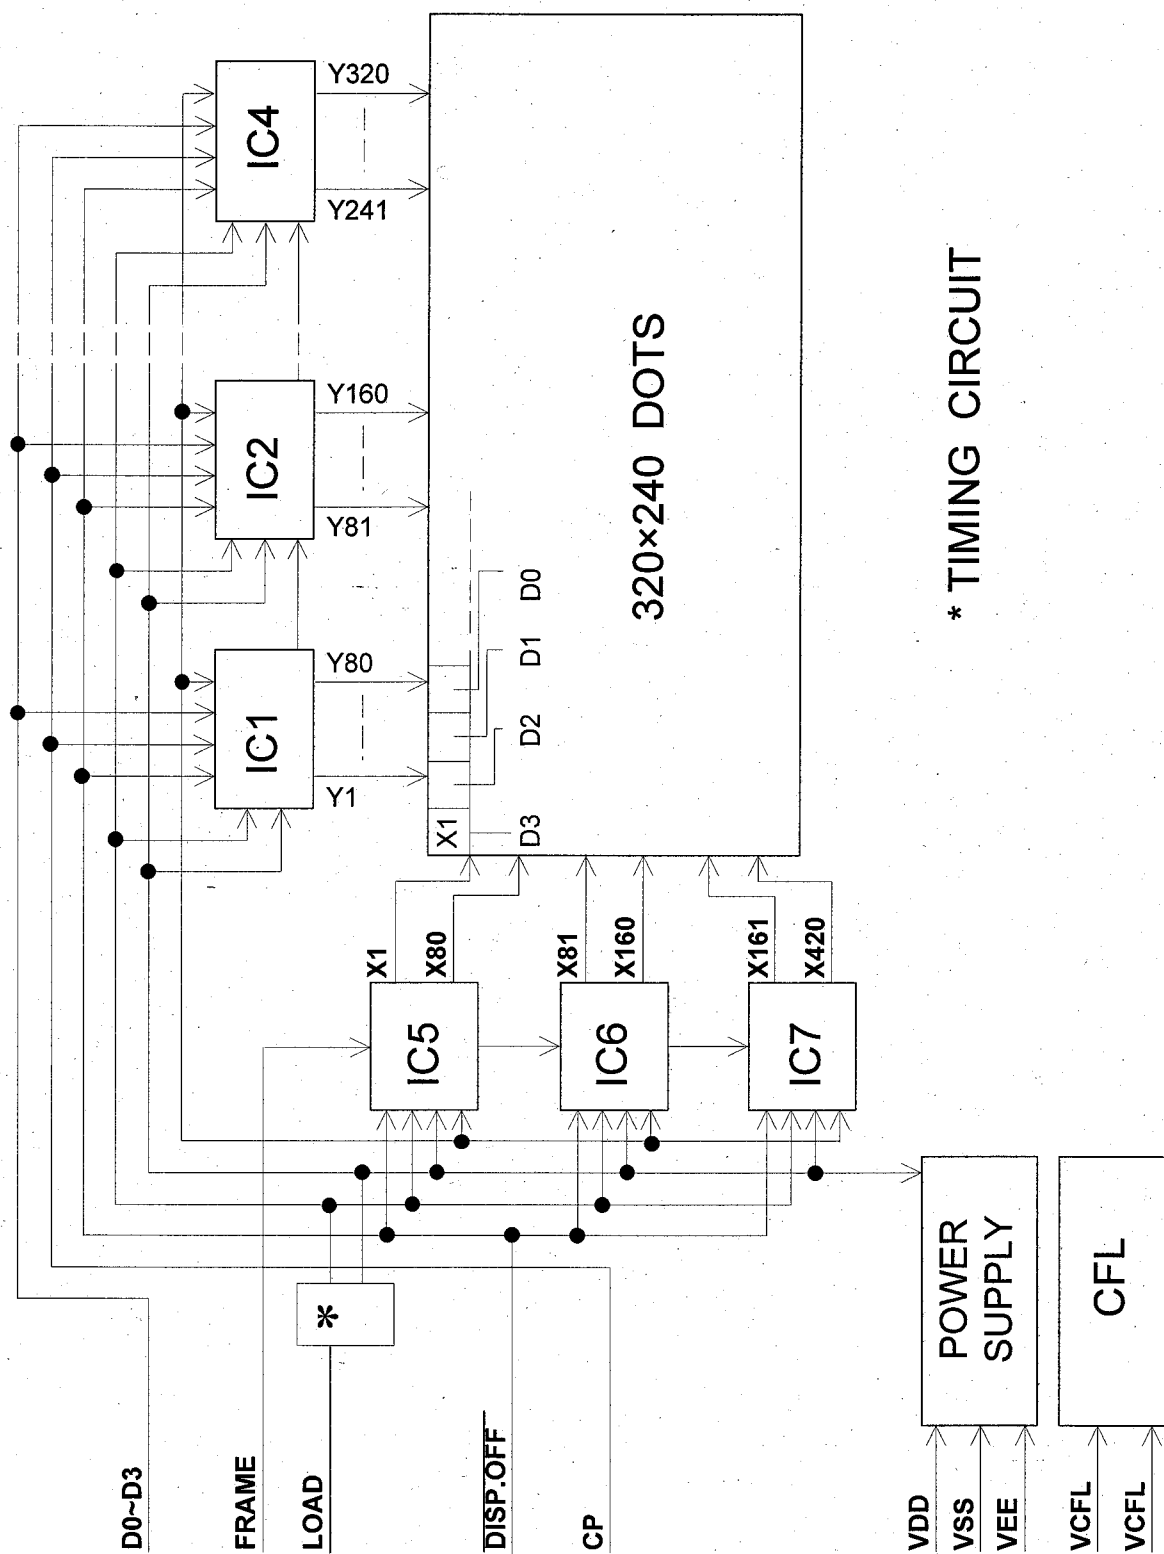 Y320
IC4
Y241
Y160
IC2
Y81
Y80
IC1
Y1
320×240 DOTS
D0
D1
D2
D3
X1
* TIMING CIRCUIT
X1
X80
X81
X160
X161
X420
IC5
IC6
IC7
*
POWER
SUPPLY
CFL
D0~D3
FRAME
LOAD
DISP.OFF
CP
VDD
VSS
VEE
VCFL
VCFL